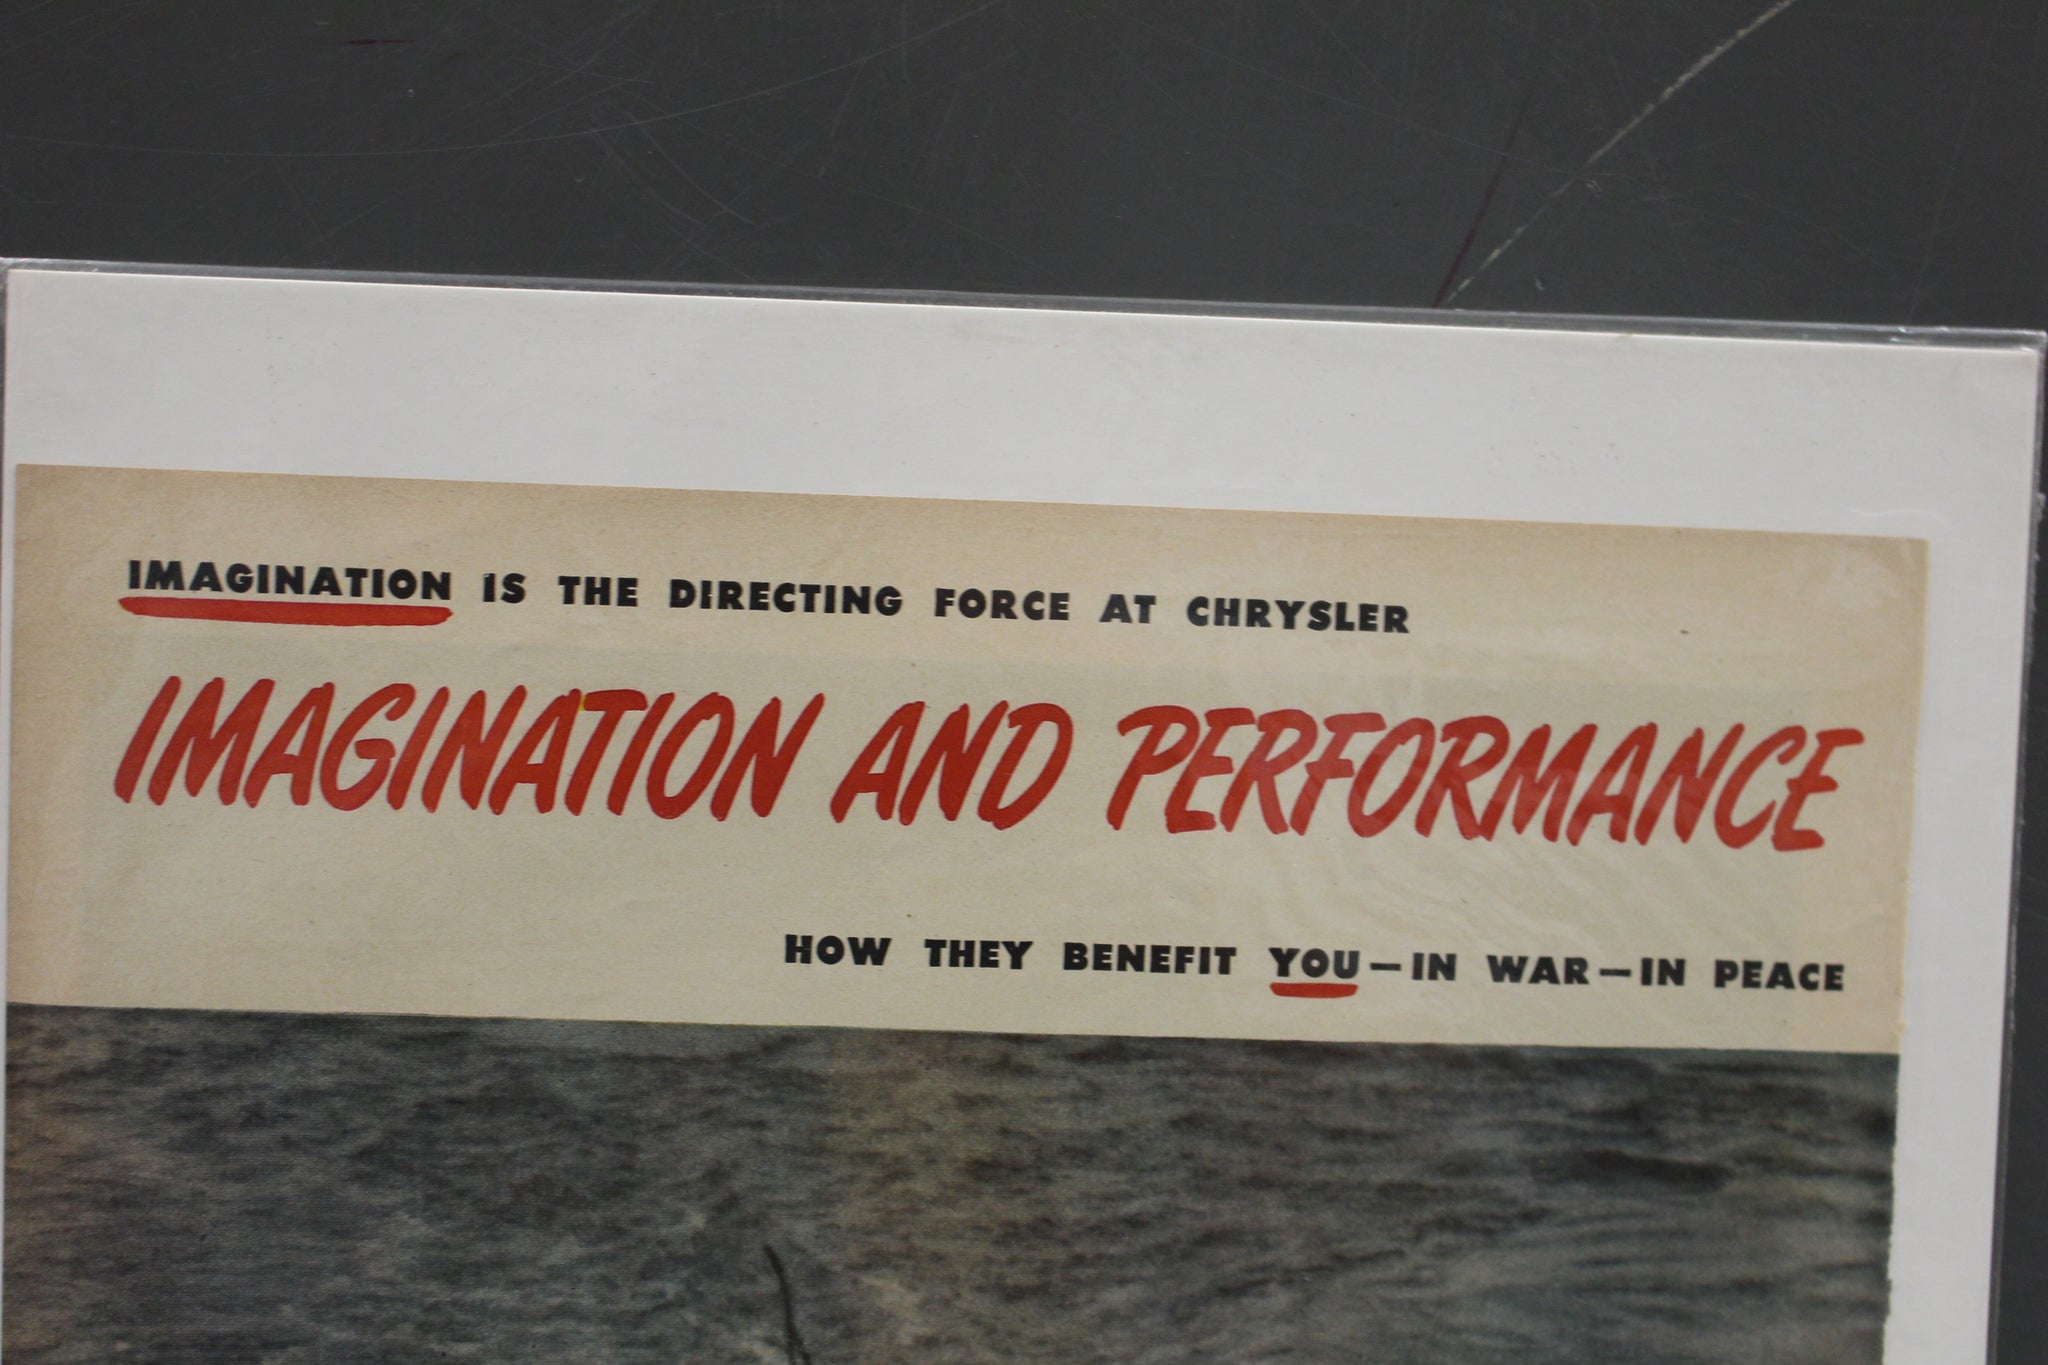 IMAGINATION IS THE DIRECTING FORCE AT CHRYSLER
IMAGINATION AND PERFORMANCE
HOW THEY BENEFIT YOU—IN WAR—IN PEACE